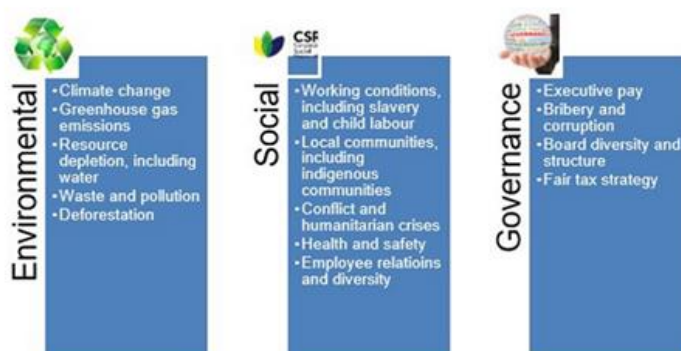 Environmental
•Climate change
•Greenhouse gas
emissions
•Resource
depletion, including
water
•Waste and pollution
•Deforestation
CSR
Social
•Working conditions,
including slavery
and child labour
•Local communities,
including
indigenous
communities
•Conflict and
humanitarian crises
•Health and safety
•Employee relatioins
and diversity
Governance
•Executive pay
•Bribery and
corruption
•Board diversity and
structure
•Fair tax strategy